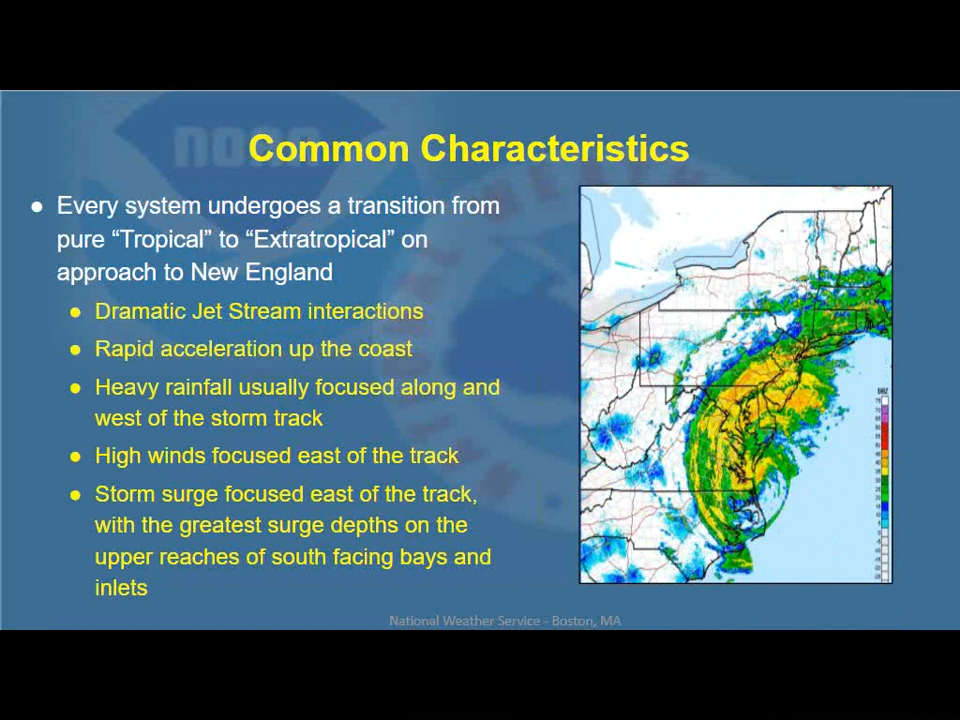 noaa
Common Characteristics
● Every system undergoes a transition from
pure “Tropical” to “Extratropical” on
approach to New England
● Dramatic Jet Stream interactions
● Rapid acceleration up the coast
● Heavy rainfall usually focused along and
west of the storm track
● High winds focused east of the track
● Storm surge focused east of the track,
with the greatest surge depths on the
upper reaches of south facing bays and
inlets
National Weather Service - Boston, MA